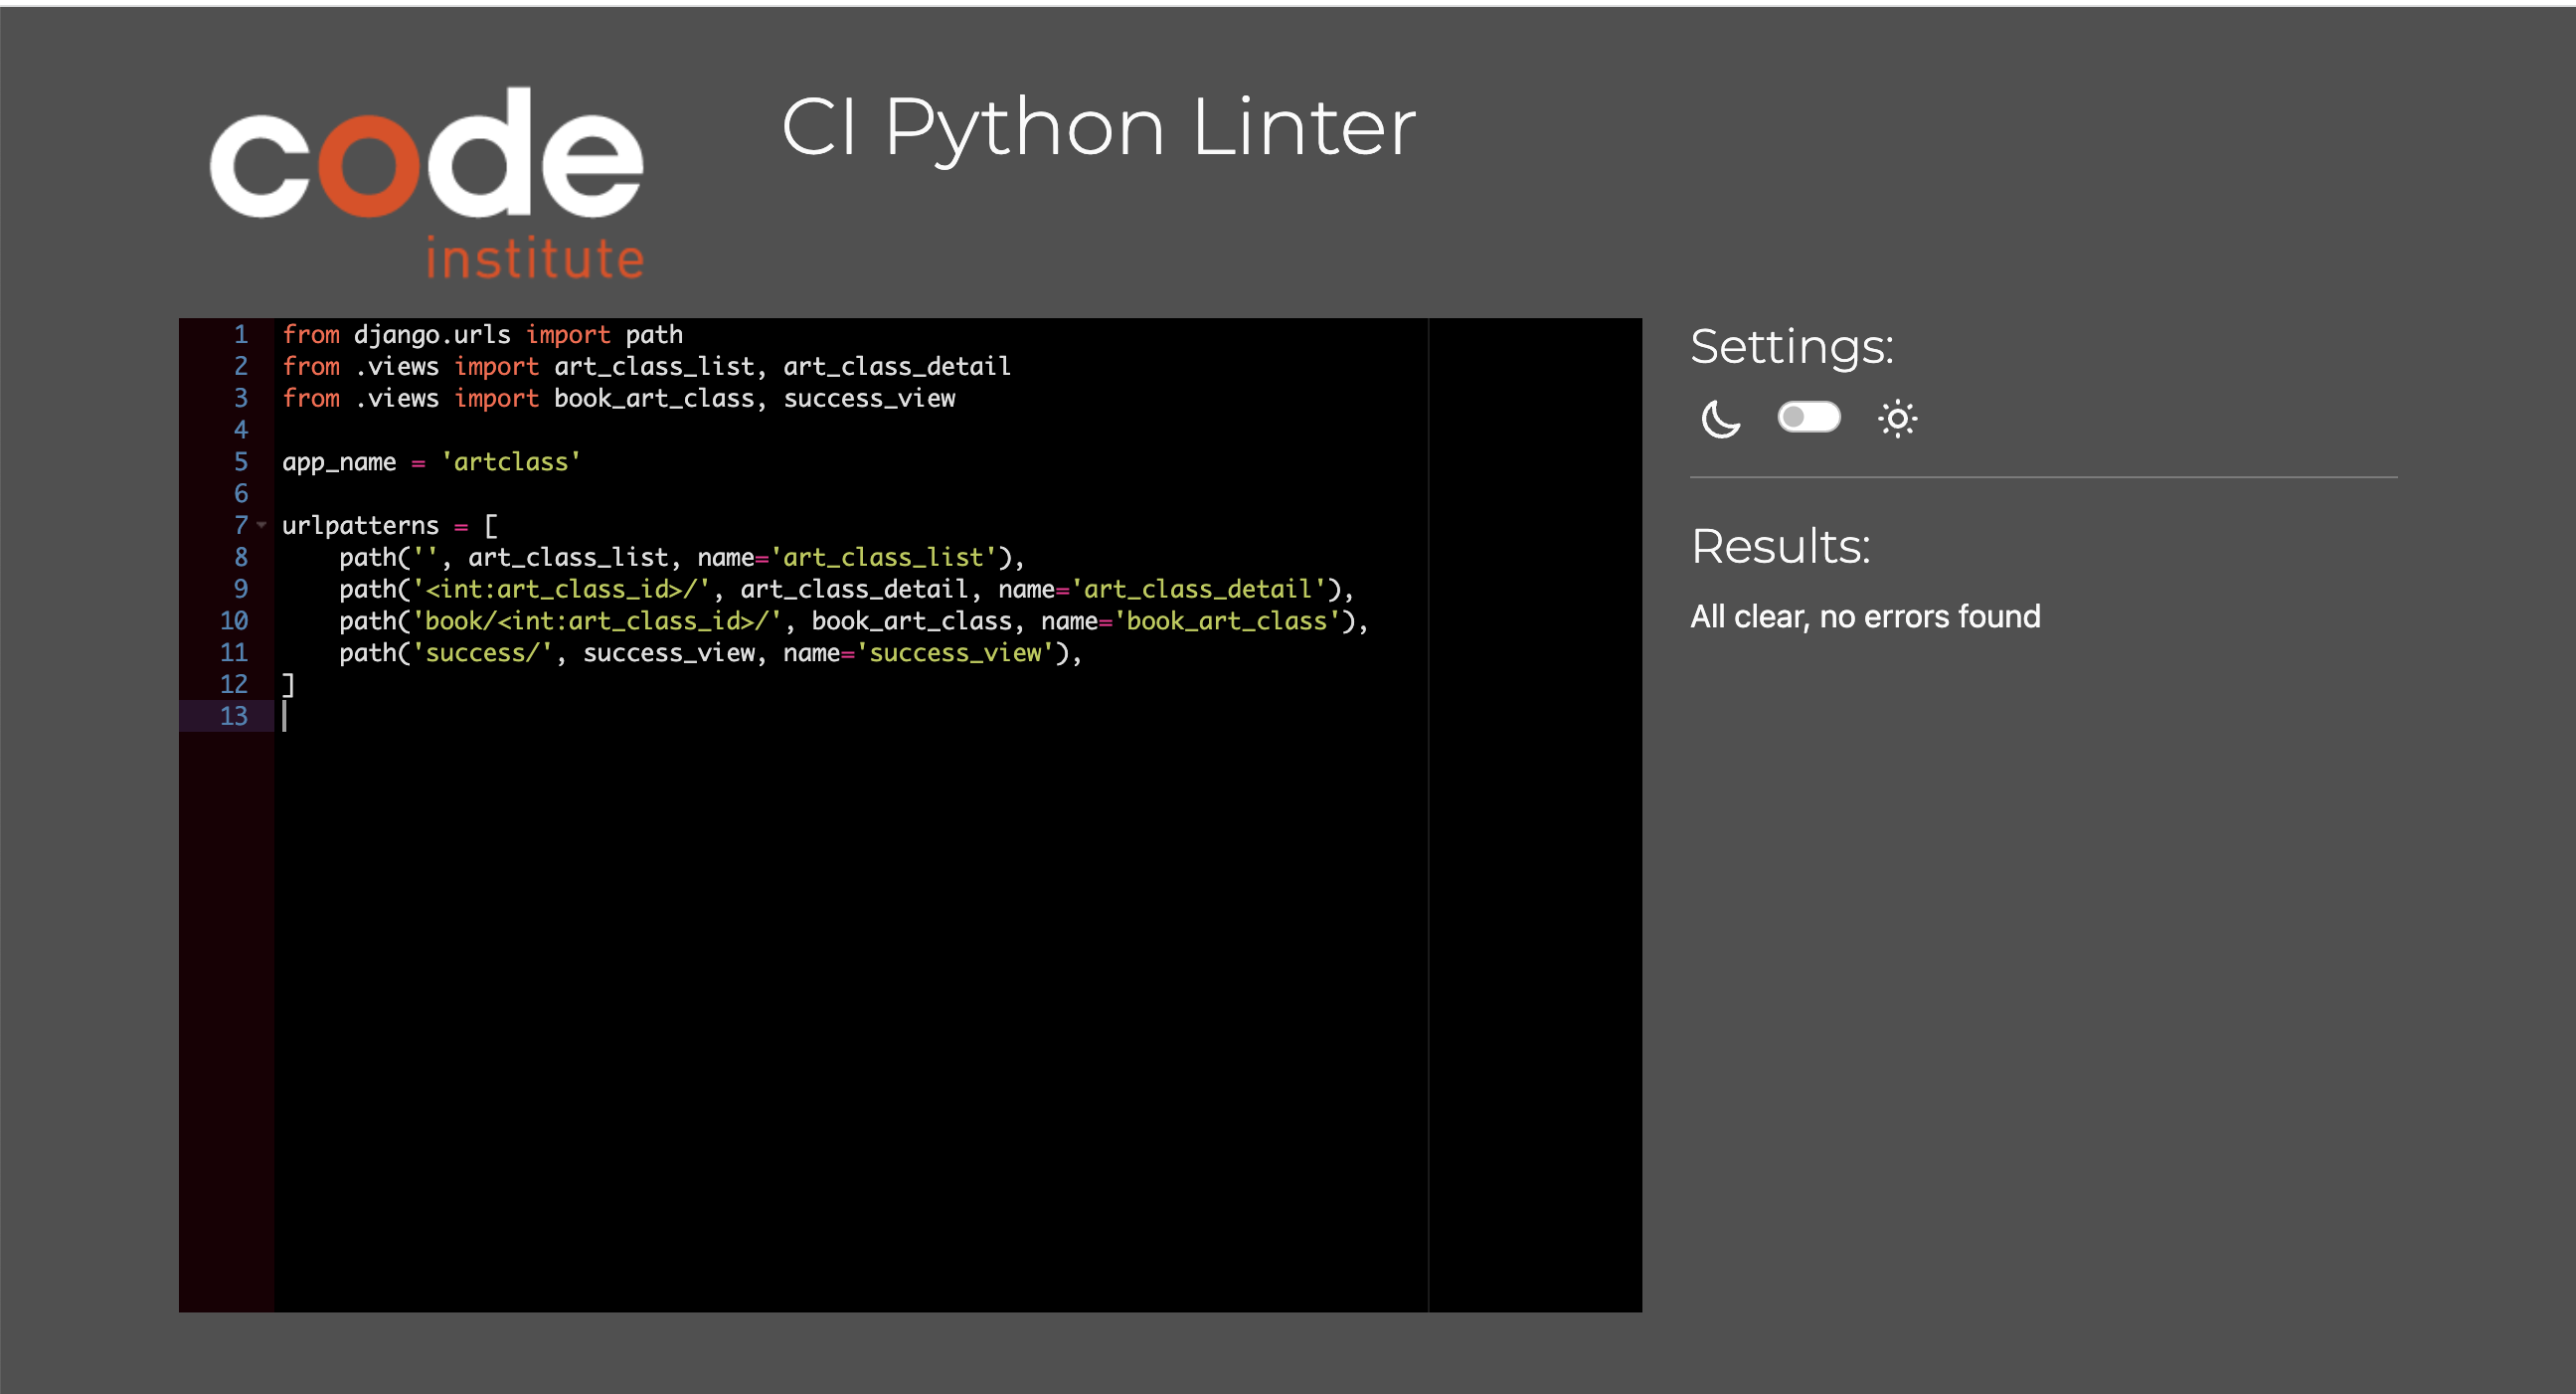 code
institute
CI Python Linter
1 from django.urls import path
2 from .views import art_class_list, art_class_detail
3 from .views import book_art_class, success_view
4
5 app_name = 'artclass'
6
7 urlpatterns = [
8     path('', art_class_list, name='art_class_list'),
9     path('<int:art_class_id>/', art_class_detail, name='art_class_detail'),
10     path('book/<int:art_class_id>/', book_art_class, name='book_art_class'),
11     path('success/', success_view, name='success_view'),
12 ]
13
Settings:
Results:
All clear, no errors found